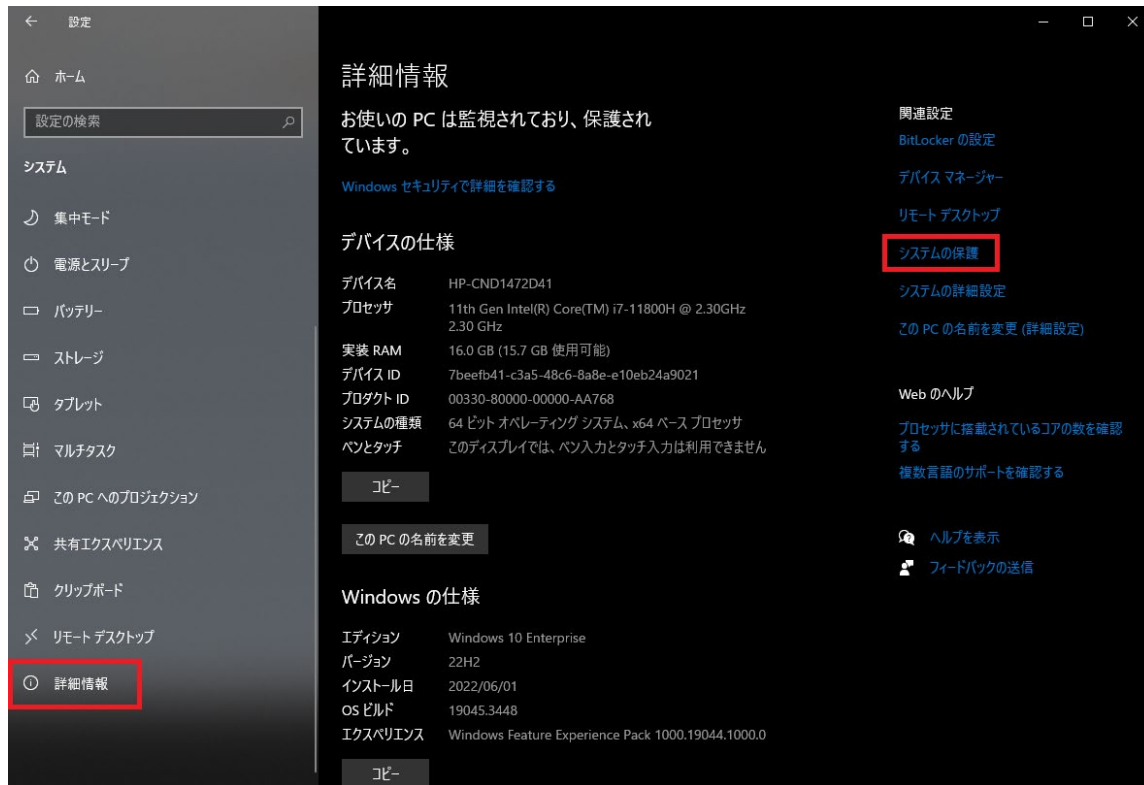 設定
ホーム
設定の検索
システム
集中モード
電源とスリープ
バッテリー
ストレージ
タブレット
マルチタスク
この PC へのプロジェクション
共有エクスペリエンス
クリップボード
リモート デスクトップ
詳細情報
詳細情報
お使いの PC は監視されており、保護され
ています。
Windows セキュリティで詳細を確認する
デバイスの仕様
デバイス名 HP-CND1472D41
プロセッサ 11th Gen Intel(R) Core(TM) i7-11800H @ 2.30GHz
2.30 GHz
実装 RAM 16.0 GB (15.7 GB 使用可能)
デバイス ID 7beefb41-c3a5-48c6-8a8e-e10eb24a9021
プロダクト ID 00330-80000-00000-AA768
システムの種類 64 ビット オペレーティング システム、x64 ベース プロセッサ
ペンとタッチ このディスプレイでは、ペン入力とタッチ入力は利用できません
コピー
この PC の名前を変更
Windows の仕様
エディション Windows 10 Enterprise
バージョン 22H2
インストール日 2022/06/01
OS ビルド 19045.3448
エクスペリエンス Windows Feature Experience Pack 1000.19044.1000.0
コピー
関連設定
BitLocker の設定
デバイス マネージャー
リモート デスクトップ
システムの保護
システムの詳細設定
この PC の名前を変更 (詳細設定)
Web のヘルプ
プロセッサに搭載されているコアの数を確認
する
複数言語のサポートを確認する
ヘルプを表示
フィードバックの送信